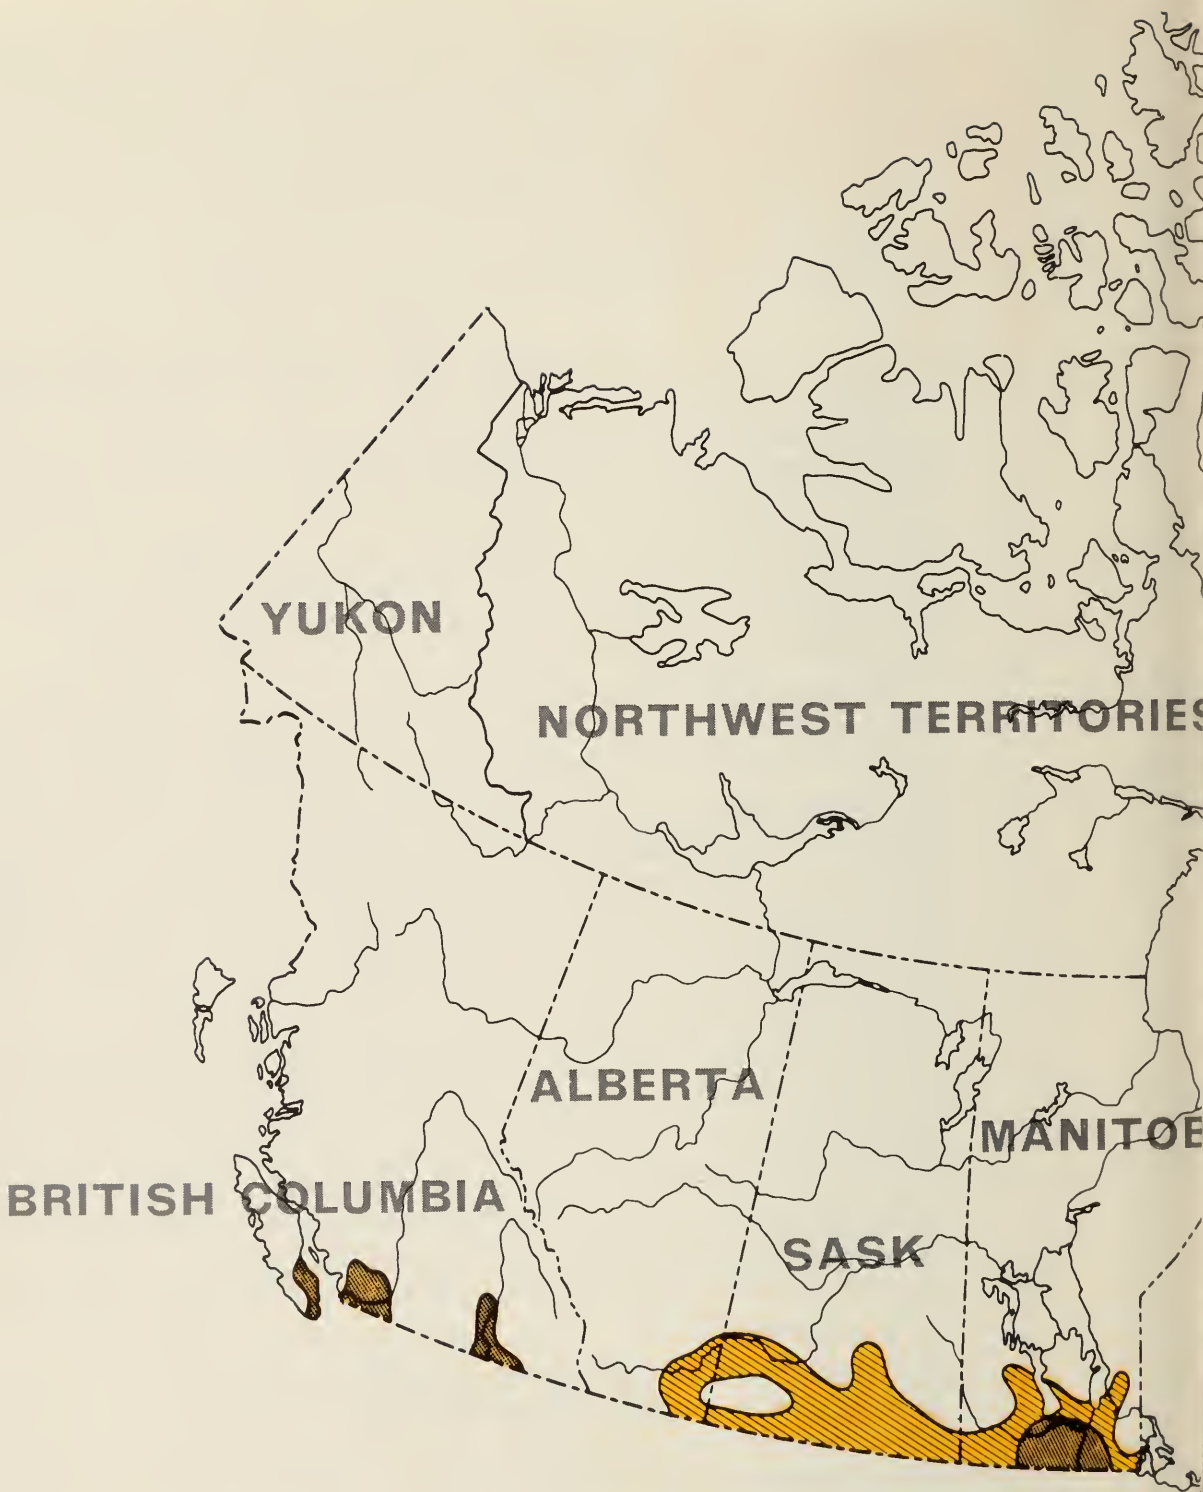 YUKON
NORTHWEST TERRITORIES
ALBERTA
MANITOB
BRITISH COLUMBIA
SASK